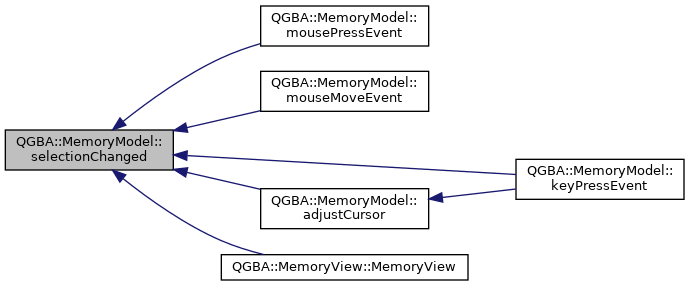 QGBA::MemoryModel::
mousePressEvent
QGBA::MemoryModel::
mouseMoveEvent
QGBA::MemoryModel::
selectionChanged
QGBA::MemoryModel::
keyPressEvent
QGBA::MemoryModel::
adjustCursor
QGBA::MemoryView::MemoryView